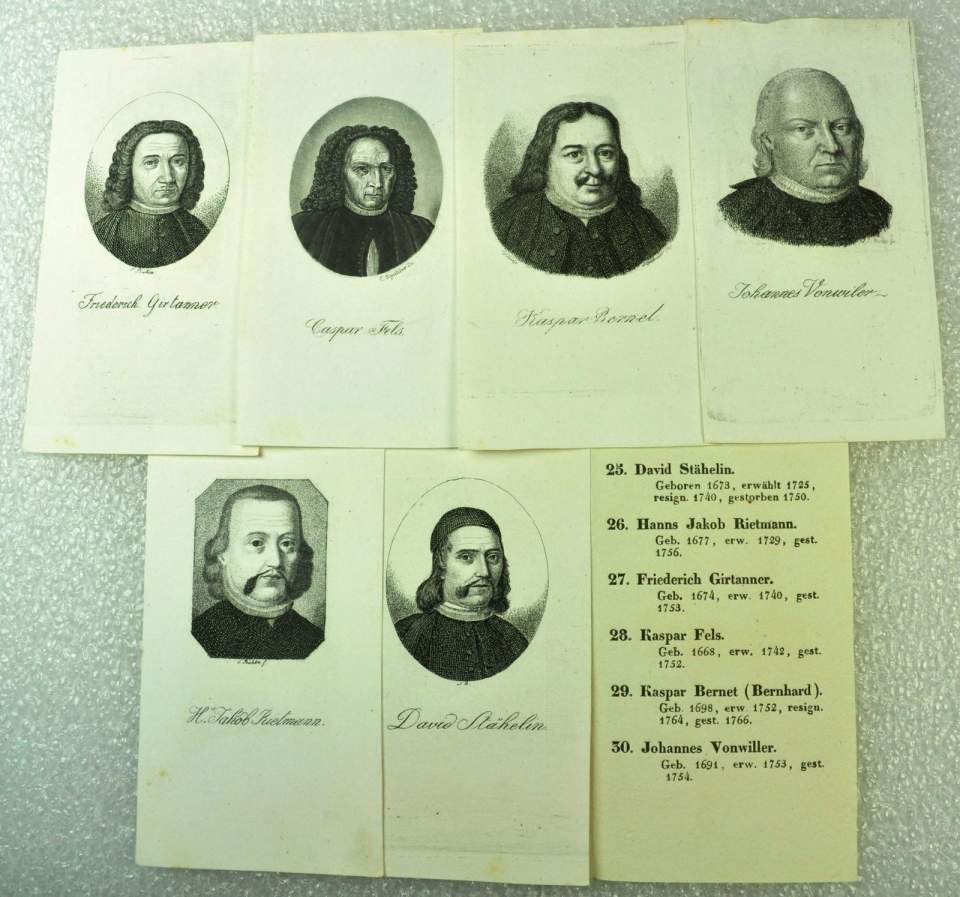 Friederich Girtanner
Caspar Fels.
Kaspar Bernet.
Johannes Vonwiler
H. Jakob Rietmann.
David Stähelin.
25. David Stähelin.
Geboren 1673, erwählt 1725,
resign. 1740, gestorben 1750.
26. Hanns Jakob Rietmann.
Geb. 1677, erw. 1729, gest.
1756.
27. Friederich Girtanner.
Geb. 1674, erw. 1740, gest.
1753.
28. Kaspar Fels.
Geb. 1668, erw. 1742, gest.
1752.
29. Kaspar Bernet (Bernhard).
Geb. 1698, erw. 1752, resign.
1764, gest. 1766.
30. Johannes Vonwiller.
Geb. 1691, erw. 1753, gest.
1754.